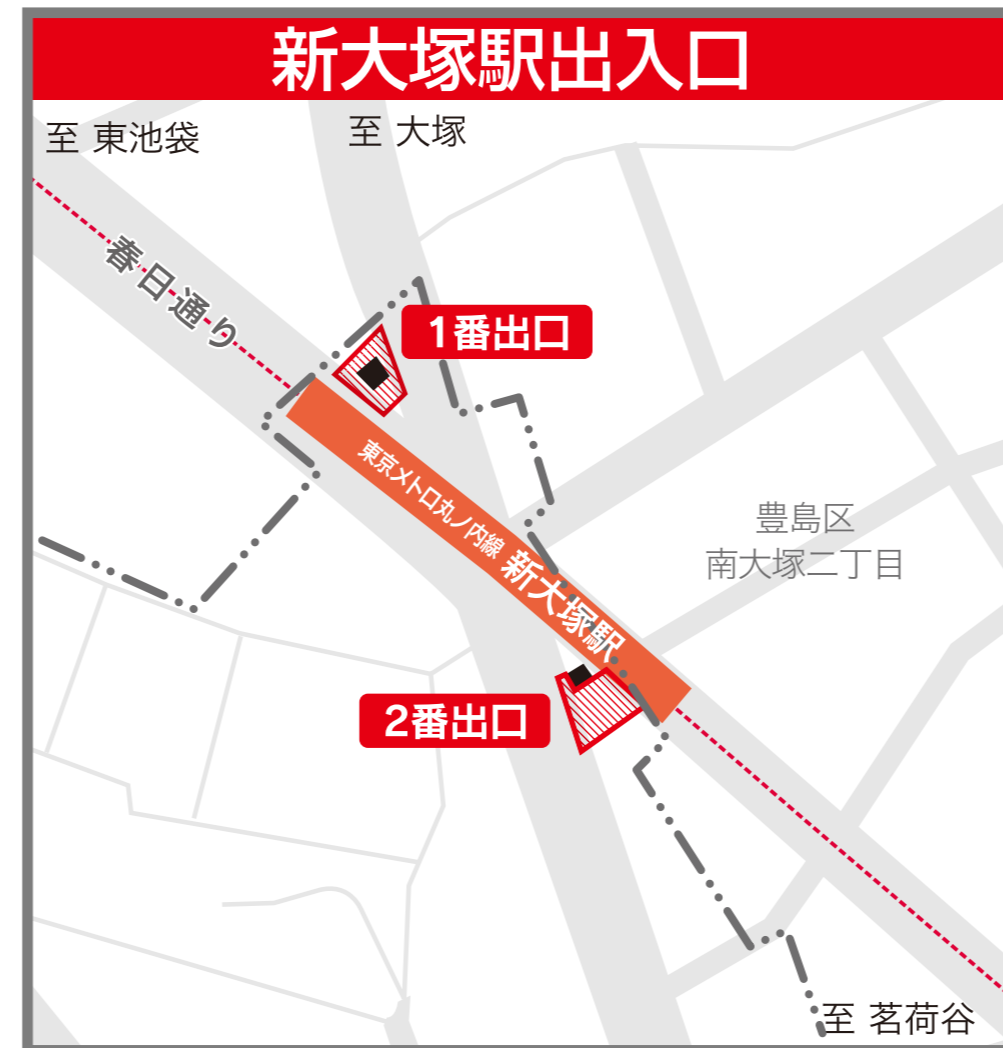 新大塚駅出入口
至 東池袋
至 大塚
春日通り
1番出口
東京メトロ丸ノ内線 新大塚駅
豊島区
南大塚二丁目
2番出口
至 茗荷谷